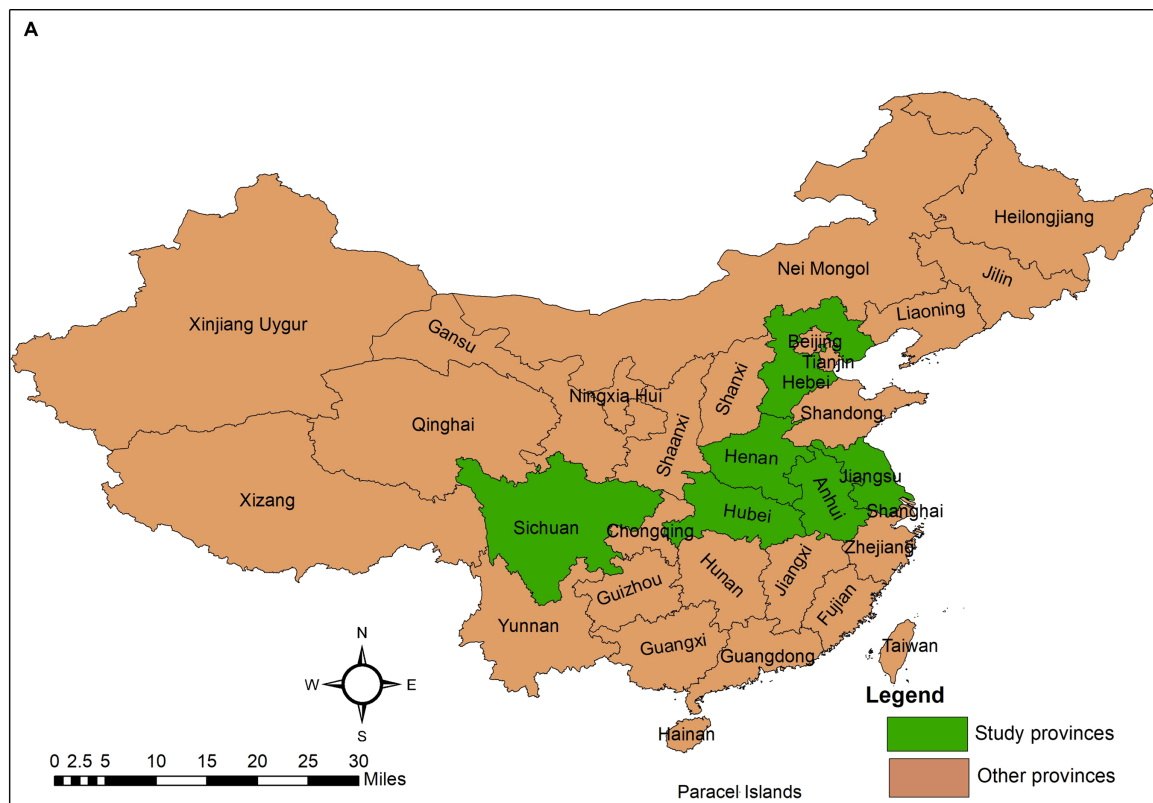 A
Heilongjiang
Nei Mongol
Jilin
Liaoning
Xinjiang Uygur
Gansu
Beijing
Tianjin
Hebei
Ningxia Hui
Shanxi
Shandong
Qinghai
Shaanxi
Henan
Jiangsu
Anhui
Xizang
Sichuan
Hubei
Shanghai
Chongqing
Zhejiang
Hunan
Jiangxi
Guizhou
Fujian
Yunnan
Guangxi
Guangdong
Taiwan
Hainan
Paracel Islands
N
W
E
S
0 2.5 5 10 15 20 25 30
Miles
Legend
Study provinces
Other provinces